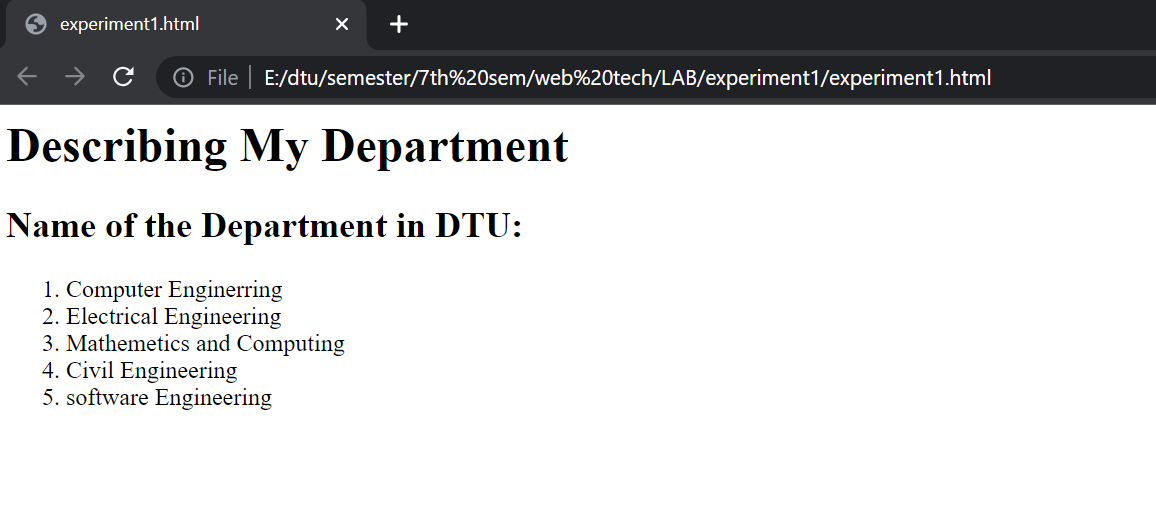 experiment1.html
File E:/dtu/semester/7th%20sem/web%20tech/LAB/experiment1/experiment1.html
Describing My Department
Name of the Department in DTU:
1. Computer Enginerring
2. Electrical Engineering
3. Mathemetics and Computing
4. Civil Engineering
5. software Engineering